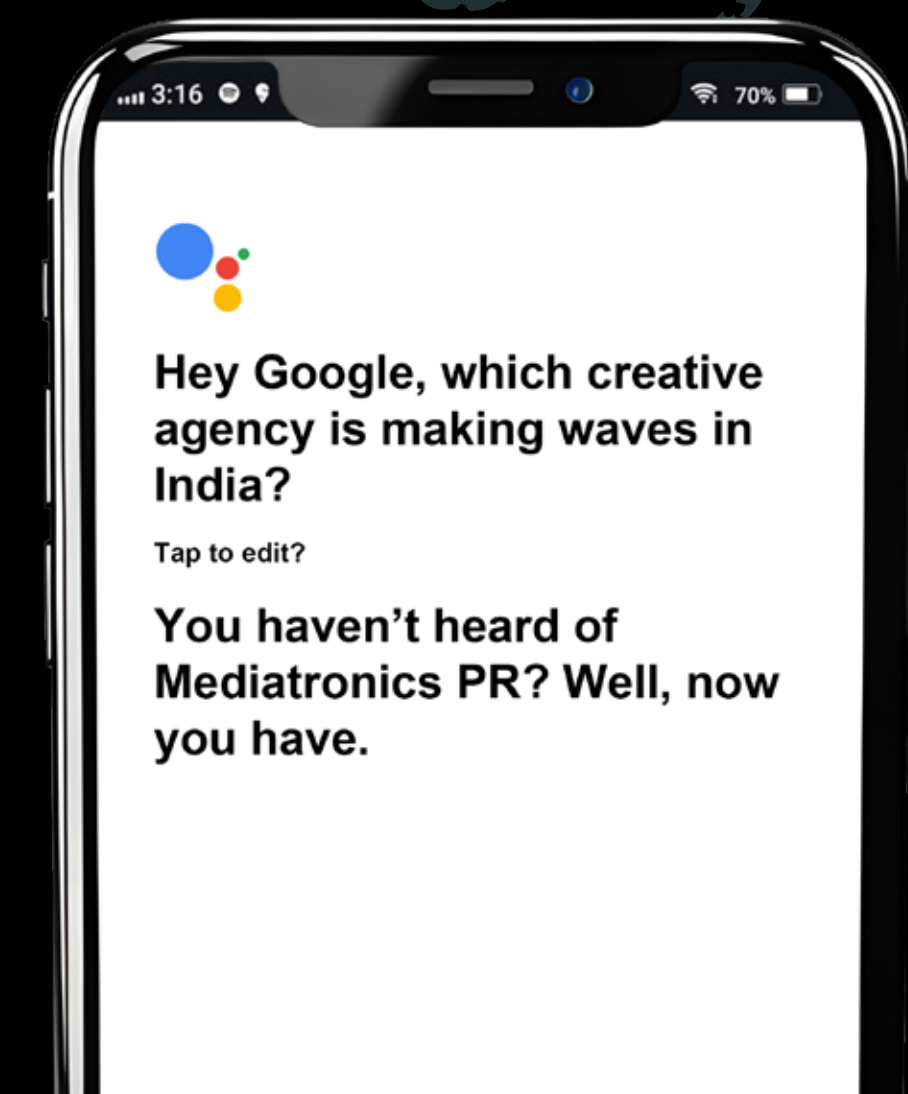 3:16
70%
Hey Google, which creative
agency is making waves in
India?
Tap to edit?
You haven’t heard of
Mediatronics PR? Well, now
you have.